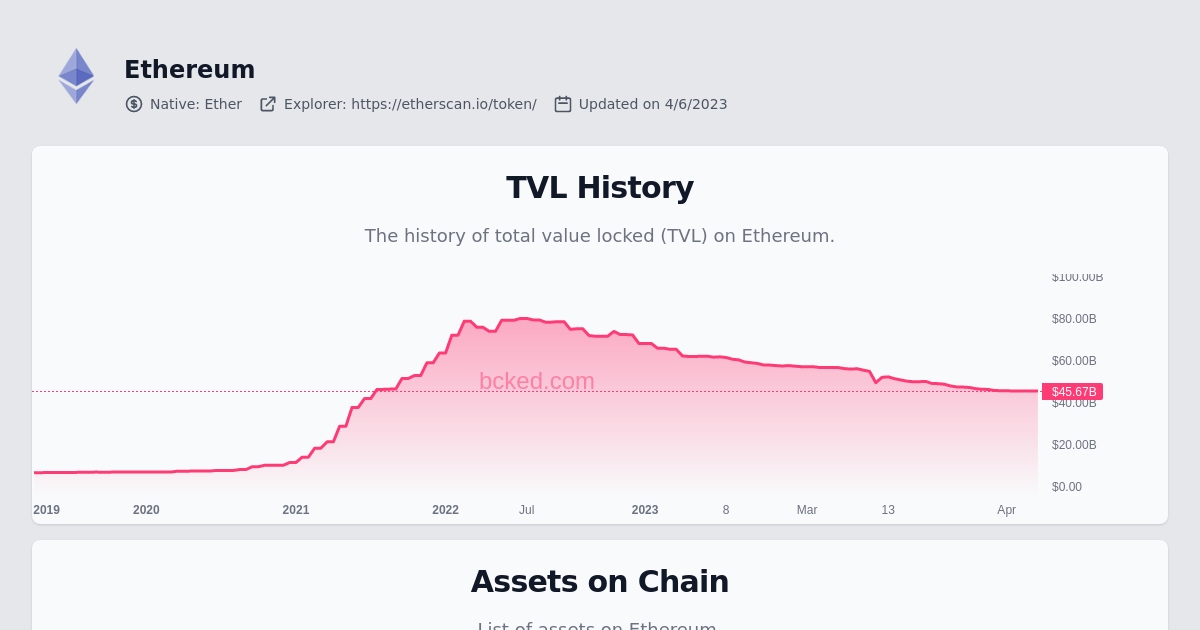 Ethereum
Native: Ether Explorer: https://etherscan.io/token/ Updated on 4/6/2023
TVL History
The history of total value locked (TVL) on Ethereum.
$100.00B
$80.00B
$60.00B
bcked.com
$45.67B
$40.00B
$20.00B
$0.00
2019 2020 2021 2022 Jul 2023 8 Mar 13 Apr
Assets on Chain
List of assets on Ethereum.